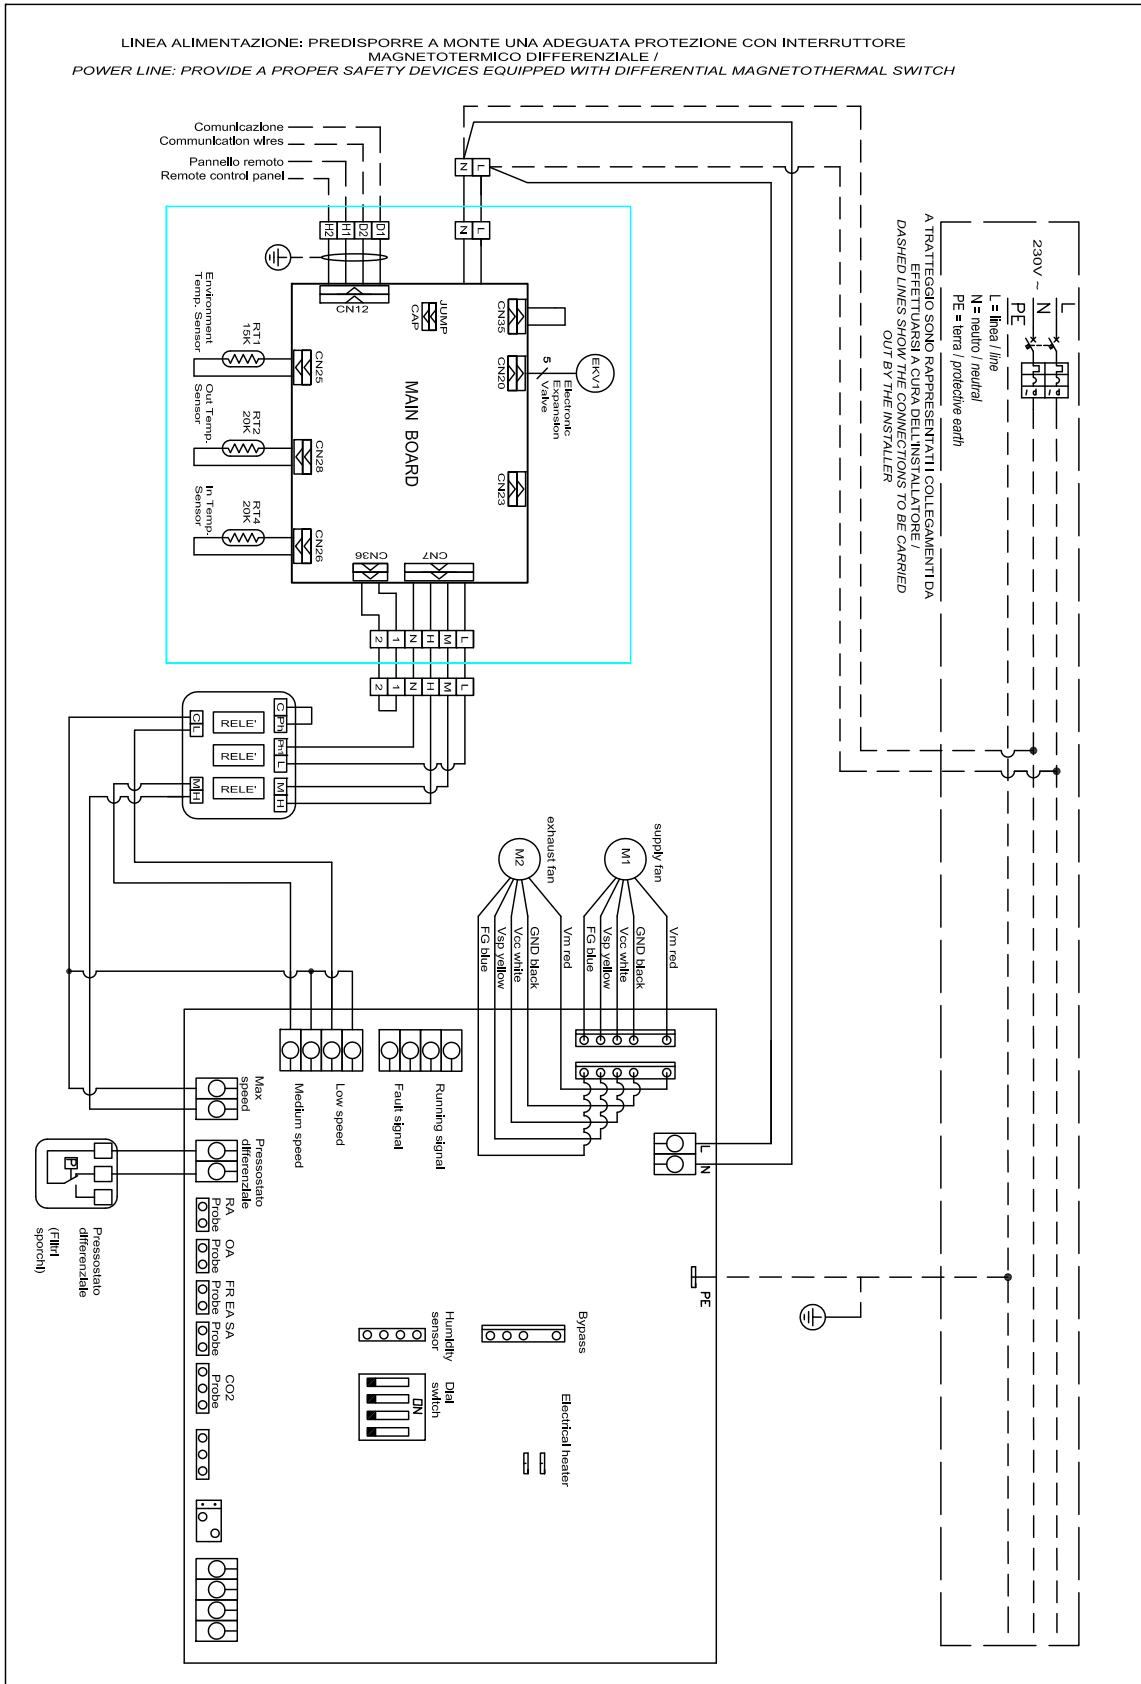 LINEA ALIMENTAZIONE: PREDISPORRE A MONTE UNA ADEGUATA PROTEZIONE CON INTERRUTTORE
MAGNETOTERMICO DIFFERENZIALE /
POWER LINE: PROVIDE A PROPER SAFETY DEVICES EQUIPPED WITH DIFFERENTIAL MAGNETOTHERMAL SWITCH
Comunicazione
Communication wires
Pannello remoto
Remote control panel
N
L
H2
H1
D2
D1
N
L
CN12
JUMP
CAP
CN35
CN20
5
EKV1
Electronic
Expansion
Valve
CN23
MAIN BOARD
Environment
Temp. Sensor
RT1
15K
CN25
Out Temp.
Sensor
RT2
20K
CN28
In Temp.
Sensor
RT4
20K
CN26
CN36
CN7
2
1
N
H
M
L
2
1
N
H
M
L
A TRATTEGGIO SONO RAPPRESENTATI I COLLEGAMENTI DA
EFFETTUARSI A CURA DELL'INSTALLATORE /
DASHED LINES SHOW THE CONNECTIONS TO BE CARRIED
OUT BY THE INSTALLER
230V ~
L
N
PE
L = linea / line
N = neutro / neutral
PE = terra / protective earth
I d
I d
C
L
RELE'
C
Ph
RELE'
Ph1
L
M
H
RELE'
M
H
exhaust fan
M2
supply fan
M1
FG blue
Vsp yellow
Vcc white
GND black
Vm red
FG blue
Vsp yellow
Vcc white
GND black
Vm red
Max
speed
Medium speed
Low speed
Fault signal
Running signal
L
N
PE
Pressostato
differenziale
P
Pressostato
differenziale
(Filtri
sporchi)
RA
Probe
OA
Probe
FR EA SA
Probe
Probe
CO2
Probe
Humidity
sensor
Dial
switch
ON
Bypass
Electrical heater